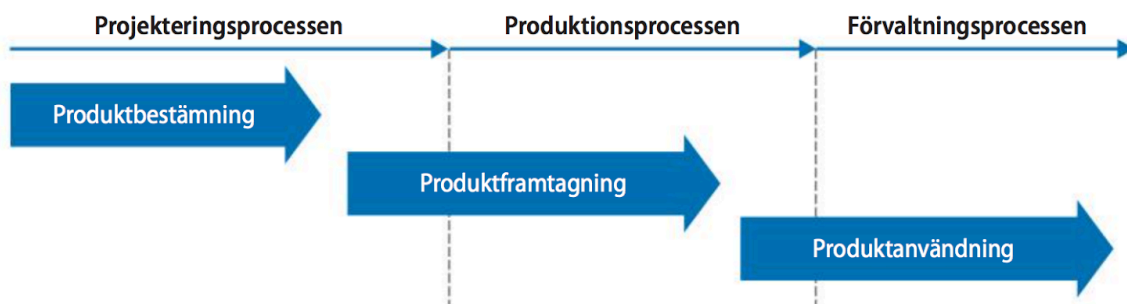 Projekteringsprocessen
Produktionsprocessen
Förvaltningsprocessen
Produktbestämning
Produktframtagning
Produktanvändning